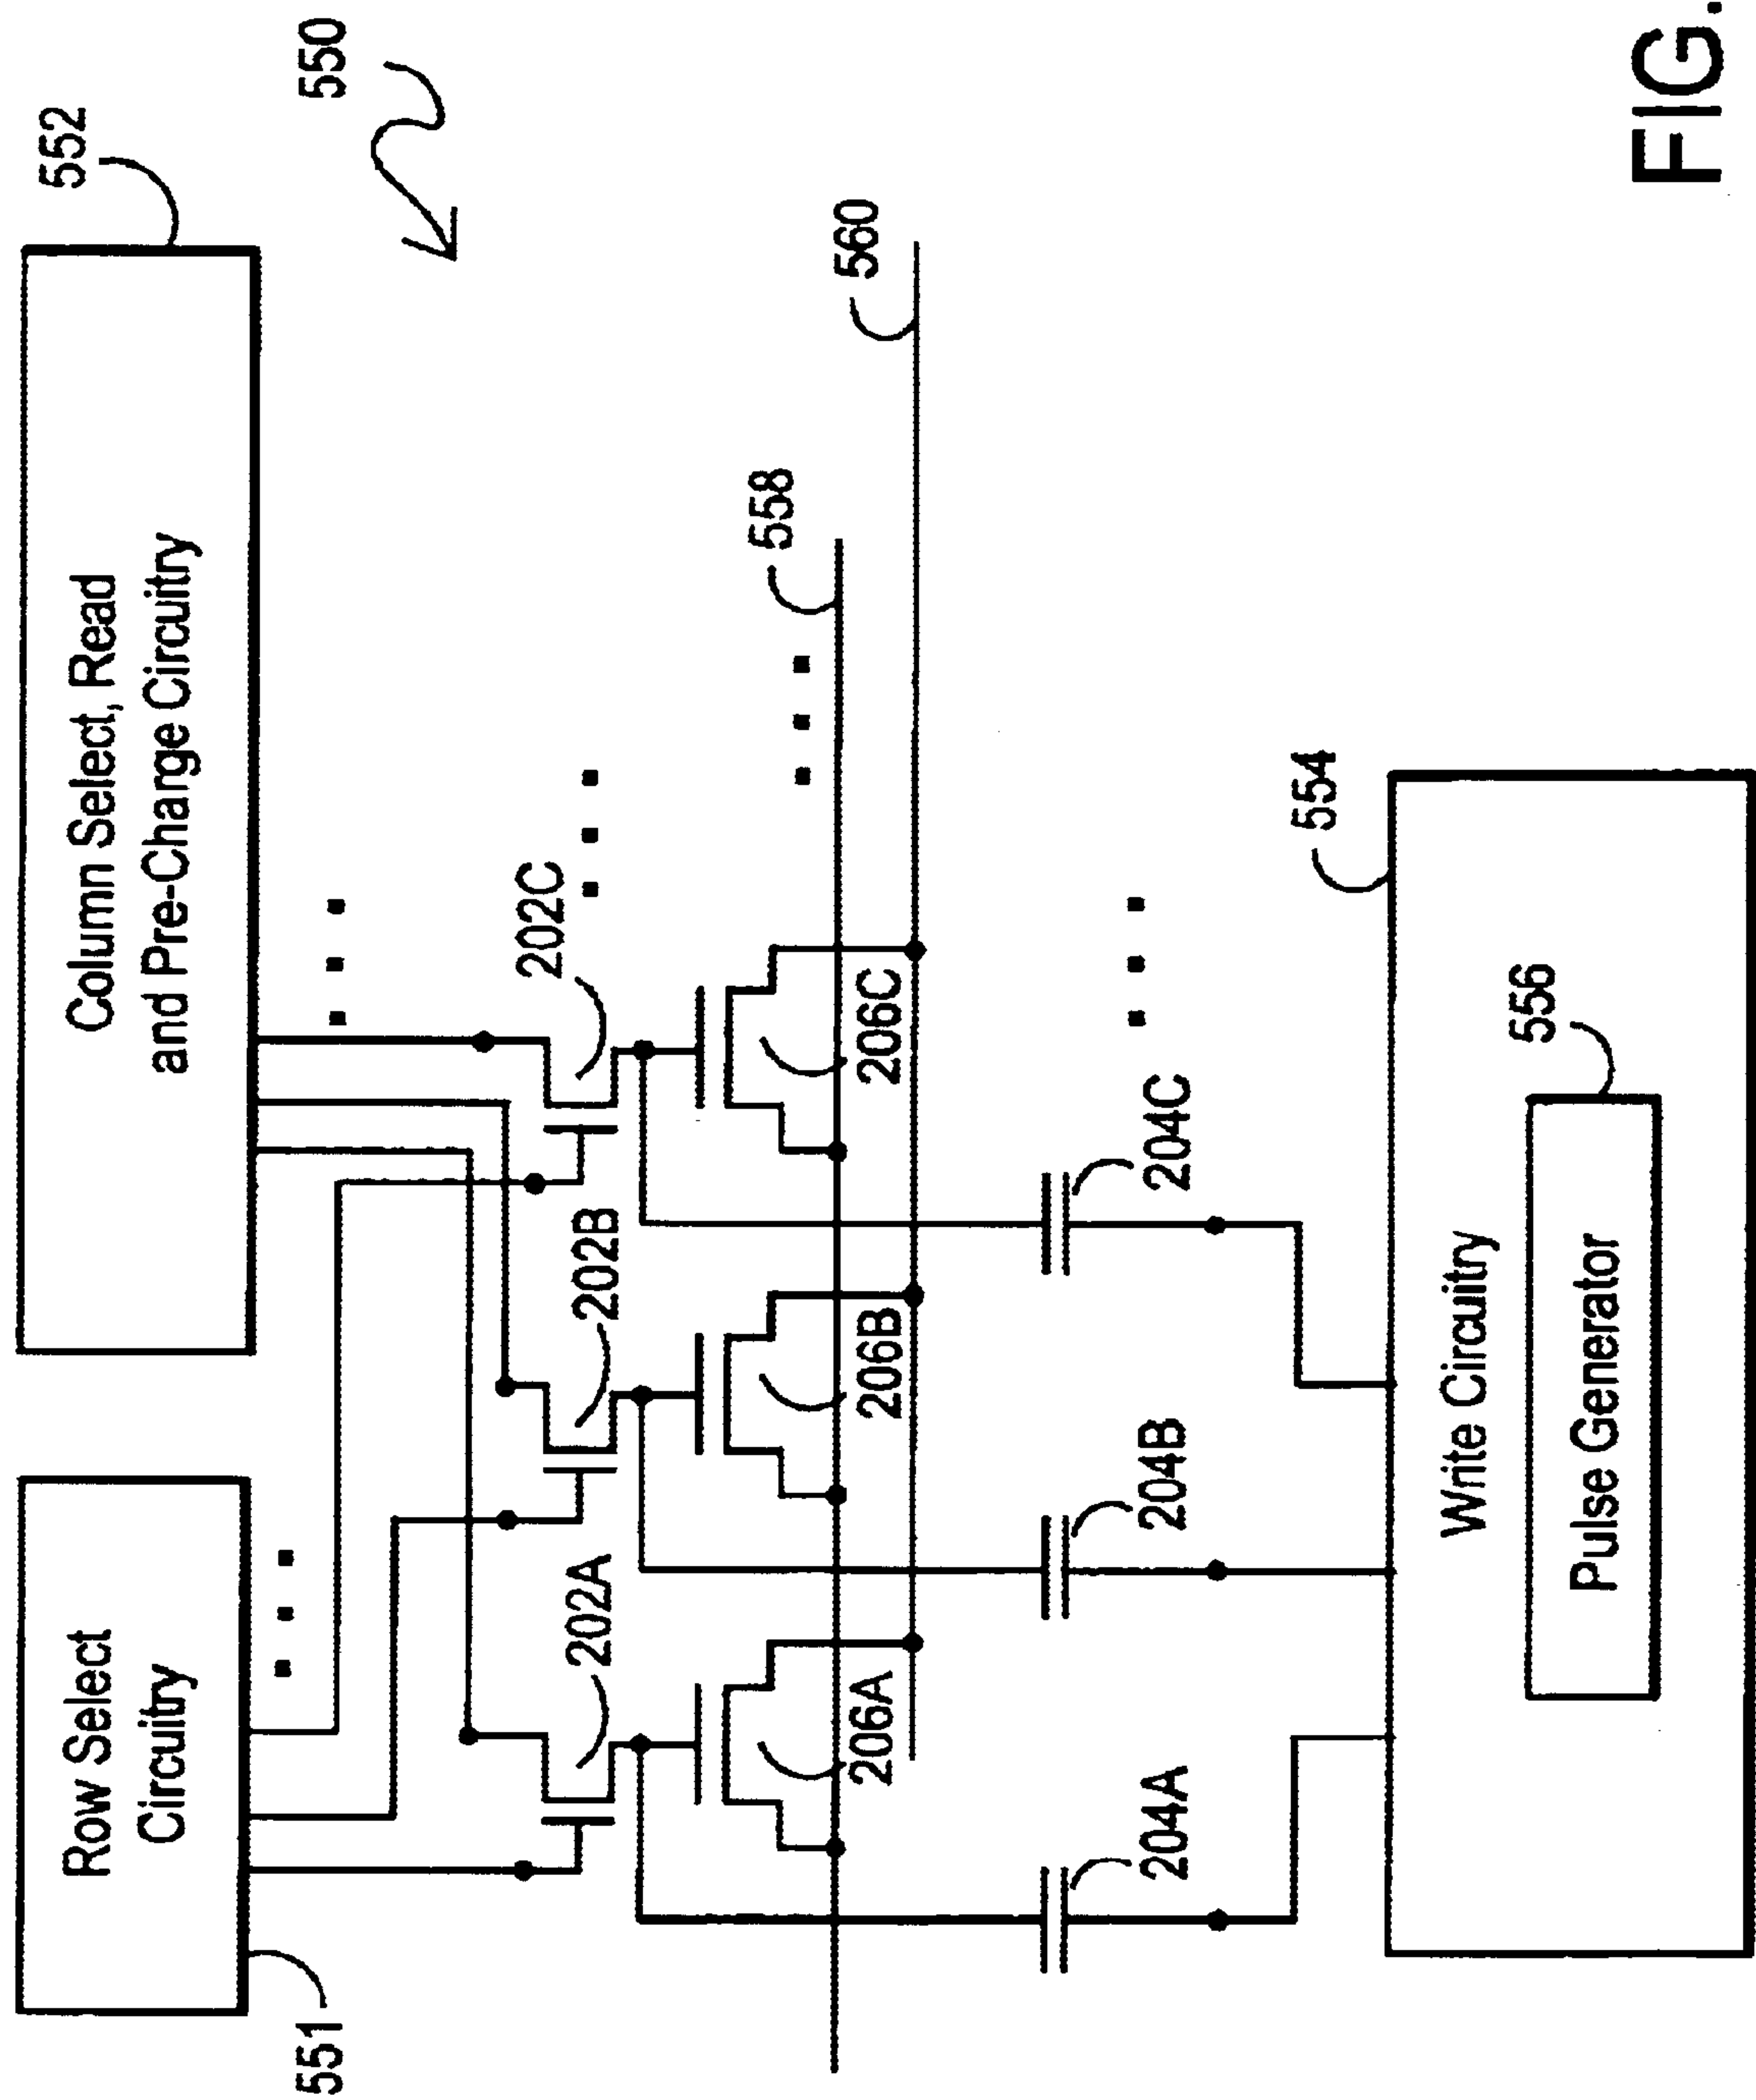 Row Select
Circuitry
Column Select, Read
and Pre-Charge Circuitry
552
551
550
202A
202B
202C
206A
206B
206C
558
560
204A
204B
204C
554
Write Circuitry
556
Pulse Generator
FIG.